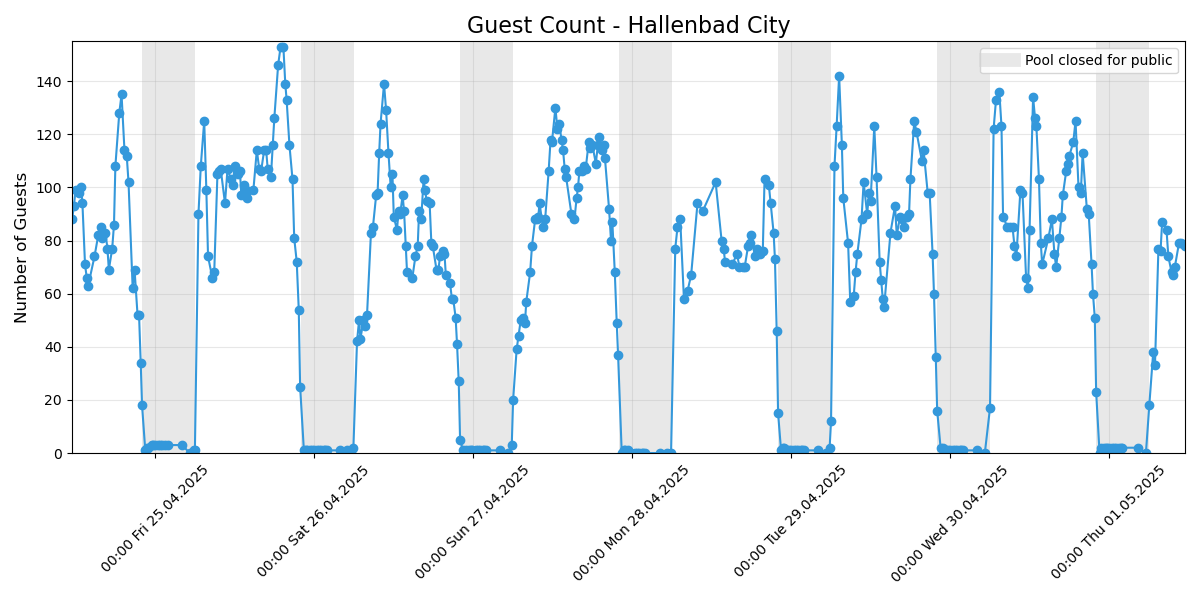 Guest Count - Hallenbad City
Pool closed for public
Number of Guests
140
120
100
80
60
40
20
0
00:00 Fri 25.04.2025
00:00 Sat 26.04.2025
00:00 Sun 27.04.2025
00:00 Mon 28.04.2025
00:00 Tue 29.04.2025
00:00 Wed 30.04.2025
00:00 Thu 01.05.2025